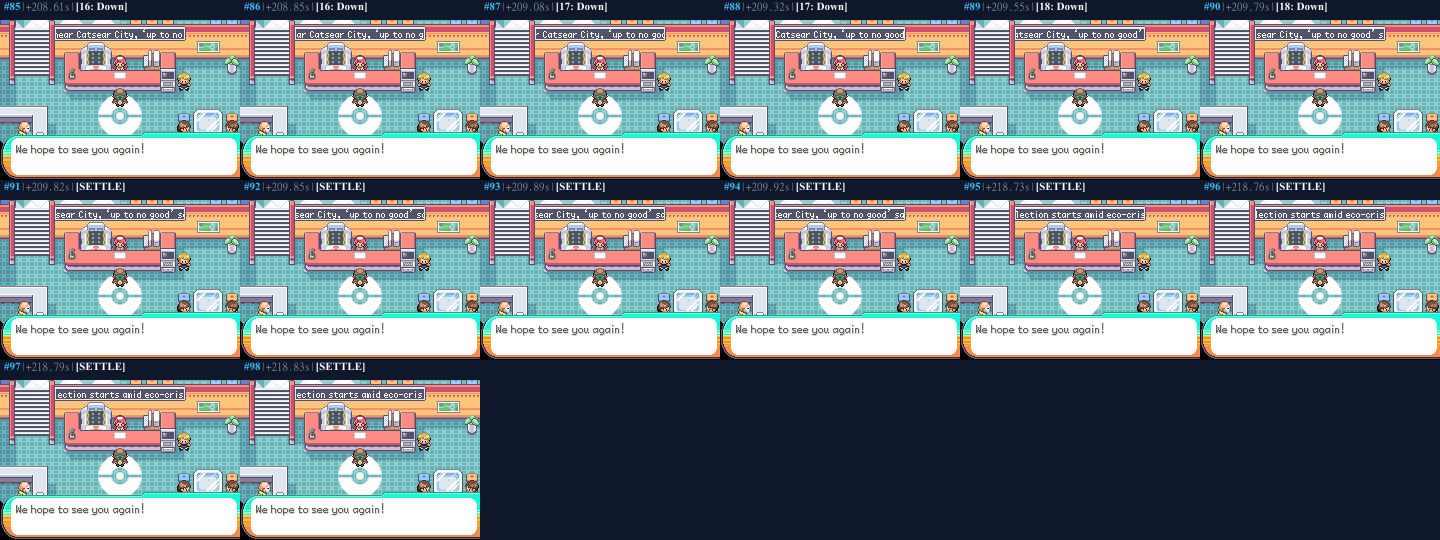 #85 | +208.61s | [16: Down]
#86 | +208.85s | [16: Down]
#87 | +209.08s | [17: Down]
#88 | +209.32s | [17: Down]
#89 | +209.55s | [18: Down]
#90 | +209.79s | [18: Down]
near Catsear City, ‘up to no
ar Catsear City, ‘up to no g
r Catsear City, ‘up to no goo
Catsear City, ‘up to no good
atsear City, ‘up to no good’
sear City, ‘up to no good’ s
We hope to see you again!
We hope to see you again!
We hope to see you again!
We hope to see you again!
We hope to see you again!
We hope to see you again!
#91 | +209.82s | [SETTLE]
#92 | +209.85s | [SETTLE]
#93 | +209.89s | [SETTLE]
#94 | +209.92s | [SETTLE]
#95 | +218.73s | [SETTLE]
#96 | +218.76s | [SETTLE]
sear City, ‘up to no good’ so
sear City, ‘up to no good’ so
sear City, ‘up to no good’ so
sear City, ‘up to no good’ sa
lection starts amid eco-cris
lection starts amid eco-cris
We hope to see you again!
We hope to see you again!
We hope to see you again!
We hope to see you again!
We hope to see you again!
We hope to see you again!
#97 | +218.79s | [SETTLE]
#98 | +218.83s | [SETTLE]
ection starts amid eco-cris
ection starts amid eco-cris
We hope to see you again!
We hope to see you again!